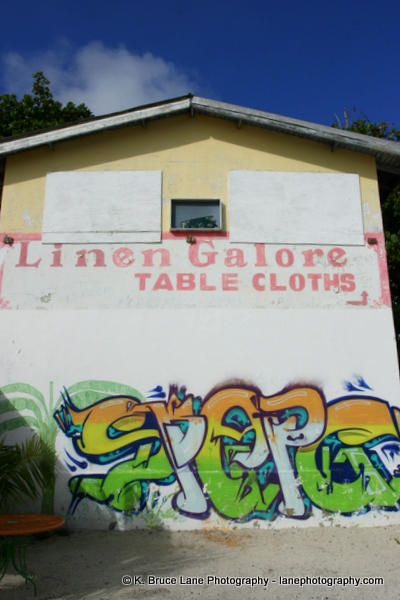 Linen Galore
TABLE CLOTHS
© K. Bruce Lane Photography - lanephotography.com